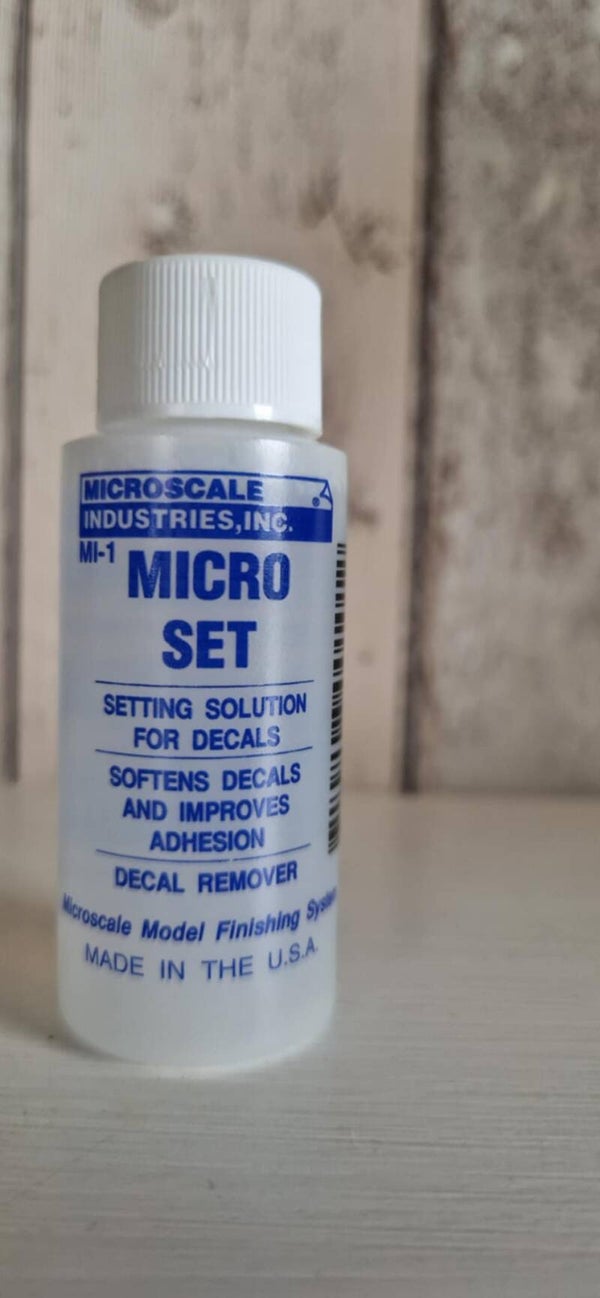 MICROSCALE
®
INDUSTRIES, INC.
MI-1
MICRO
SET
SETTING SOLUTION
FOR DECALS
SOFTENS DECALS
AND IMPROVES
ADHESION
DECAL REMOVER
Microscale Model Finishing System
MADE IN THE U.S.A.